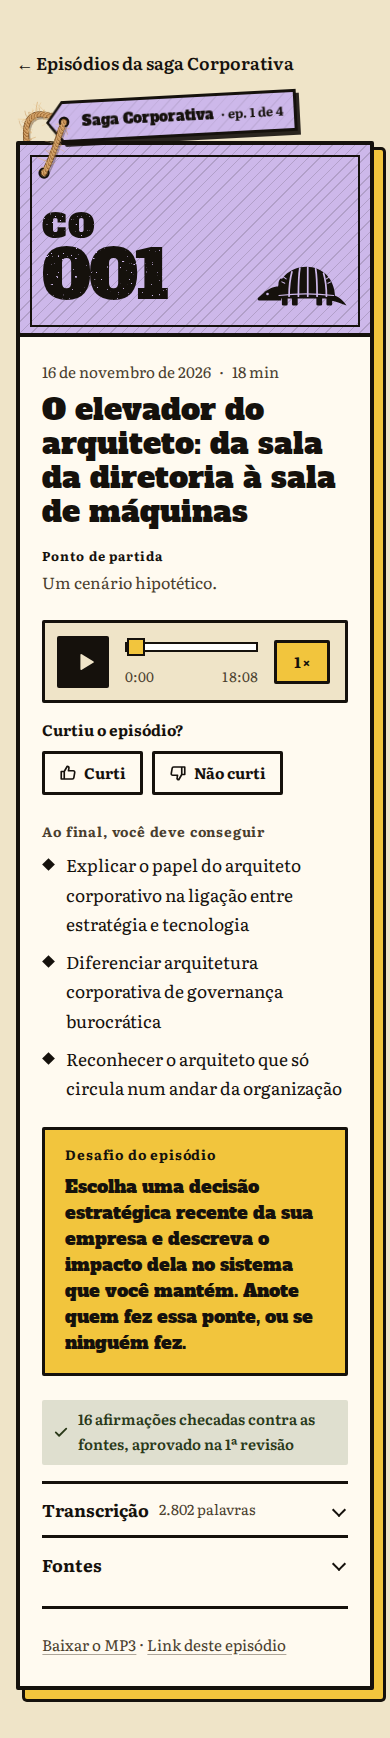 ← Episódios da saga Corporativa
Saga Corporativa · ep. 1 de 4
CO
001
16 de novembro de 2026 · 18 min
O elevador do
arquiteto: da sala
da diretoria à sala
de máquinas
Ponto de partida
Um cenário hipotético.
1×
0:00 18:08
Curtiu o episódio?
Curti Não curti
Ao final, você deve conseguir
◆ Explicar o papel do arquiteto
corporativo na ligação entre
estratégia e tecnologia
◆ Diferenciar arquitetura
corporativa de governança
burocrática
◆ Reconhecer o arquiteto que só
circula num andar da organização
Desafio do episódio
Escolha uma decisão
estratégica recente da sua
empresa e descreva o
impacto dela no sistema
que você mantém. Anote
quem fez essa ponte, ou se
ninguém fez.
16 afirmações checadas contra as
fontes, aprovado na 1ª revisão
Transcrição 2.802 palavras
Fontes
Baixar o MP3 · Link deste episódio